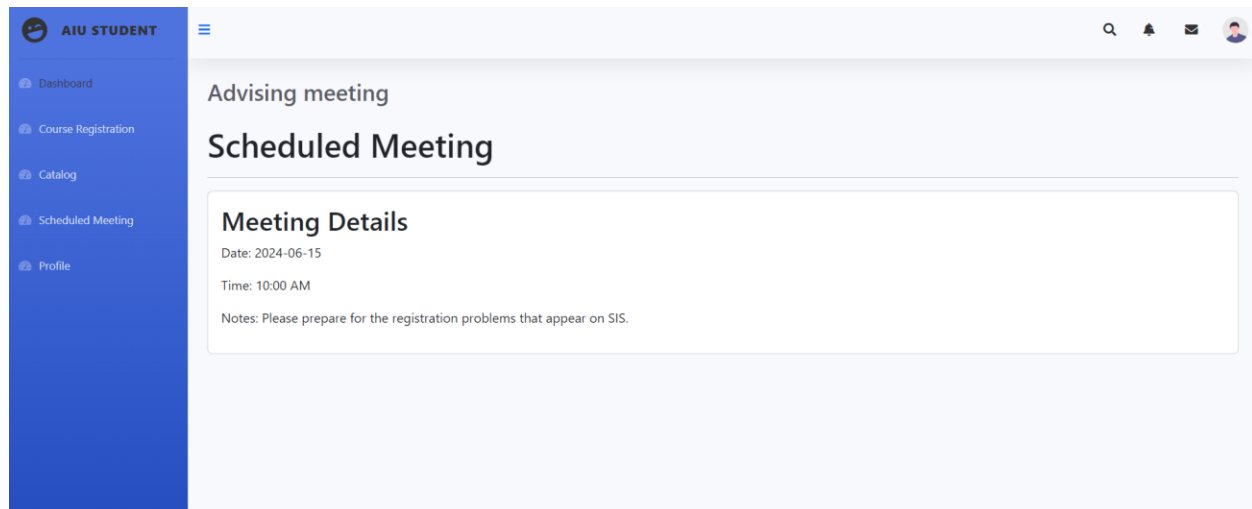 AIU STUDENT
Dashboard
Course Registration
Catalog
Scheduled Meeting
Profile
Advising meeting
Scheduled Meeting
Meeting Details
Date: 2024-06-15
Time: 10:00 AM
Notes: Please prepare for the registration problems that appear on SIS.